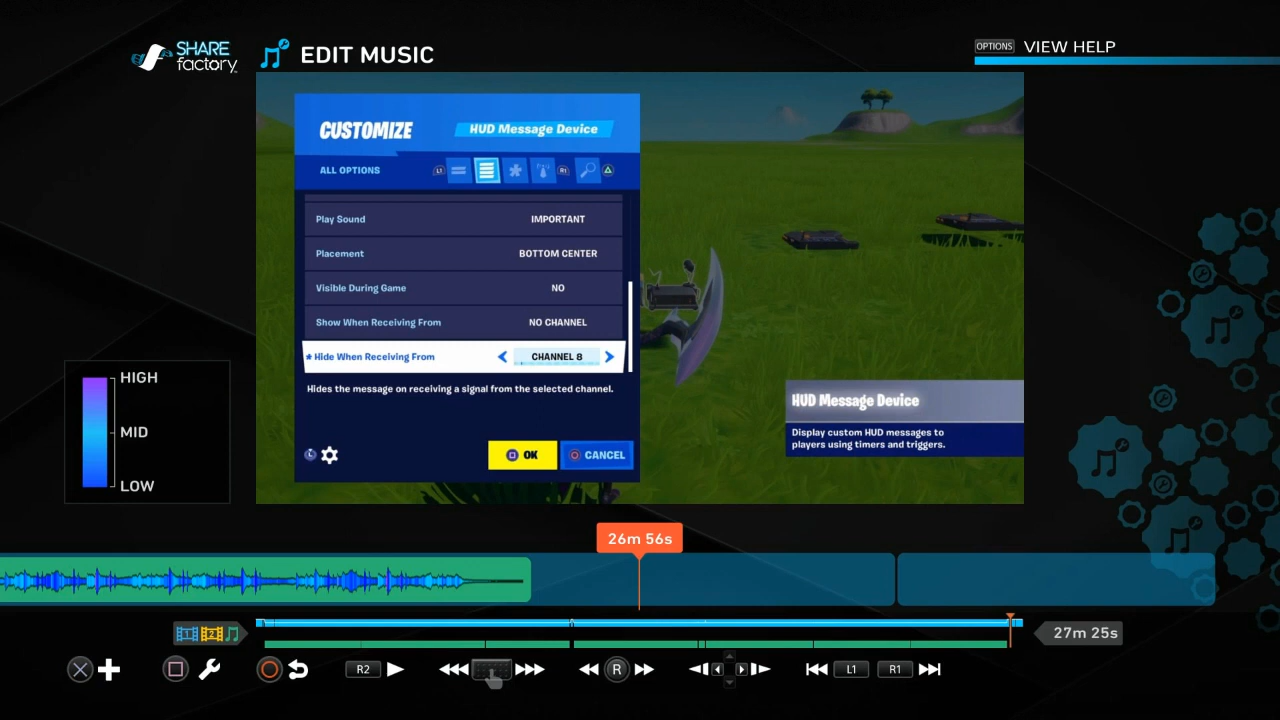 SHARE
factory™
EDIT MUSIC
OPTIONS VIEW HELP
CUSTOMIZE
HUD Message Device
ALL OPTIONS
L1
R1
Play Sound IMPORTANT
Placement BOTTOM CENTER
Visible During Game NO
Show When Receiving From NO CHANNEL
* Hide When Receiving From CHANNEL 8
Hides the message on receiving a signal from the selected channel.
L
OK
CANCEL
HUD Message Device
Display custom HUD messages to
players using timers and triggers.
HIGH
MID
LOW
26m 56s
1 2
27m 25s
R2
R
L1
R1